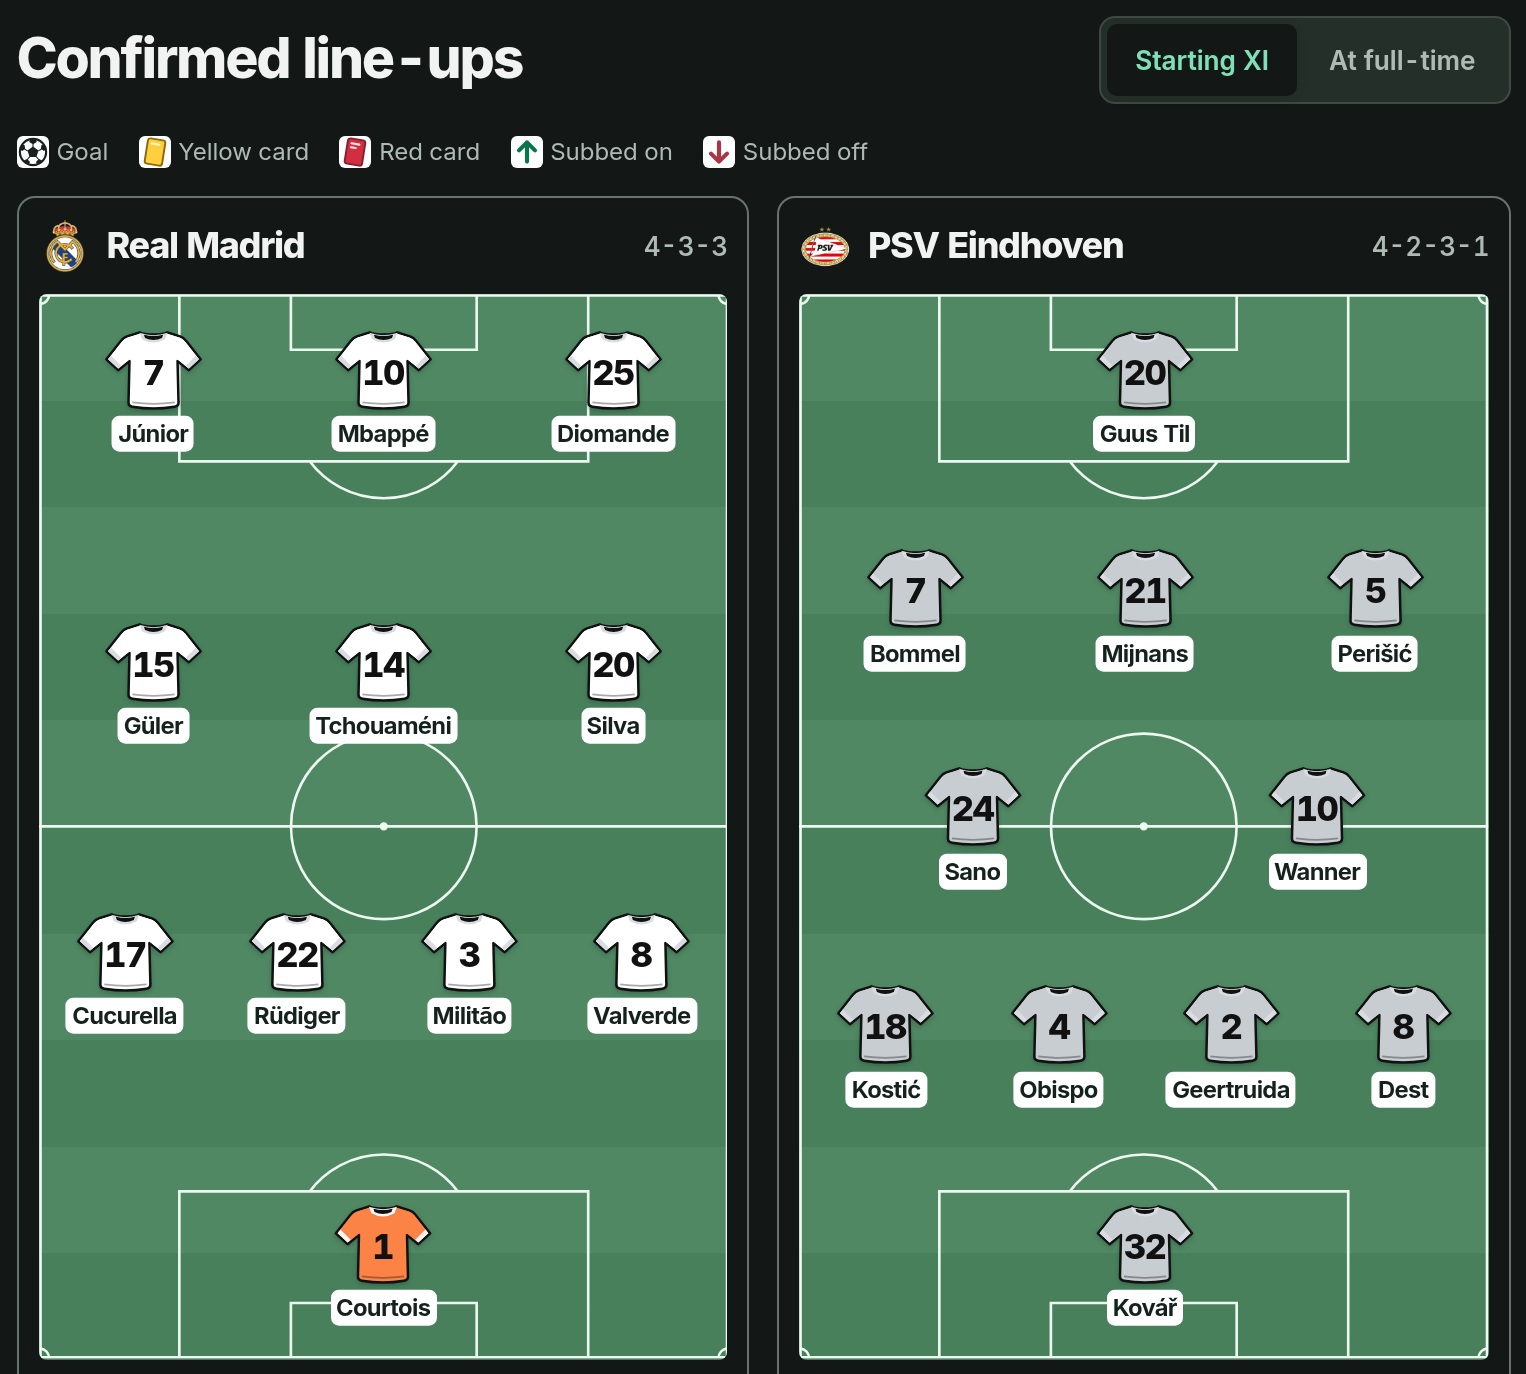 Confirmed line-ups
Starting XI
At full-time
Goal
Yellow card
Red card
Subbed on
Subbed off
Real Madrid
4-3-3
7
10
25
Júnior
Mbappé
Diomande
15
14
20
Güler
Tchouaméni
Silva
17
22
3
8
Cucurella
Rüdiger
Militão
Valverde
1
Courtois
PSV
PSV Eindhoven
4-2-3-1
20
Guus Til
7
21
5
Bommel
Mijnans
Perišić
24
10
Sano
Wanner
18
4
2
8
Kostić
Obispo
Geertruida
Dest
32
Kovář